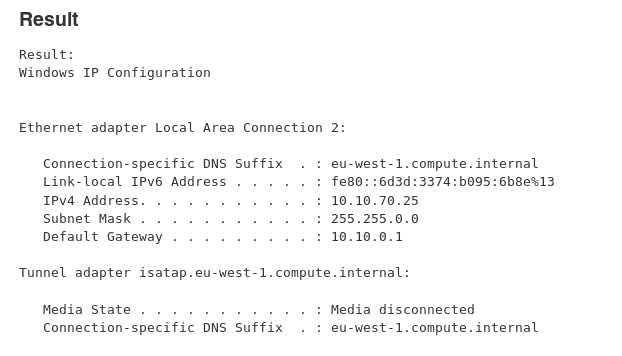 Result
Result:
Windows IP Configuration
Ethernet adapter Local Area Connection 2:
Connection-specific DNS Suffix  . : eu-west-1.compute.internal
Link-local IPv6 Address . . . . . : fe80::6d3d:3374:b095:6b8e%13
IPv4 Address. . . . . . . . . . . : 10.10.70.25
Subnet Mask . . . . . . . . . . . : 255.255.0.0
Default Gateway . . . . . . . . . : 10.10.0.1
Tunnel adapter isatap.eu-west-1.compute.internal:
Media State . . . . . . . . . . . : Media disconnected
Connection-specific DNS Suffix  . : eu-west-1.compute.internal